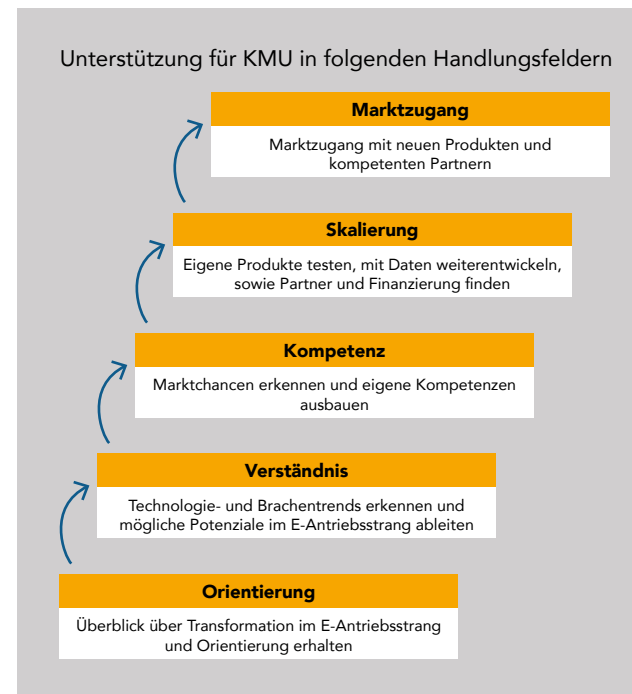 Unterstützung für KMU in folgenden Handlungsfeldern
Marktzugang
Marktzugang mit neuen Produkten und
kompetenten Partnern
Skalierung
Eigene Produkte testen, mit Daten weiterentwickeln,
sowie Partner und Finanzierung finden
Kompetenz
Marktchancen erkennen und eigene Kompetenzen
ausbauen
Verständnis
Technologie- und Brachentrends erkennen und
mögliche Potenziale im E-Antriebsstrang ableiten
Orientierung
Überblick über Transformation im E-Antriebsstrang
und Orientierung erhalten